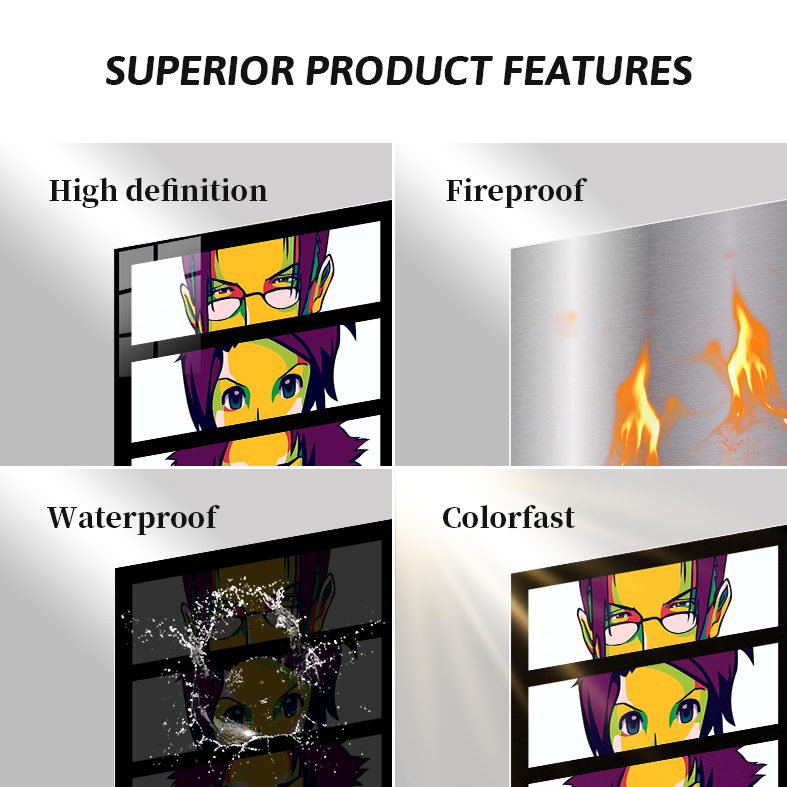 SUPERIOR PRODUCT FEATURES
High definition
Fireproof
Waterproof
Colorfast